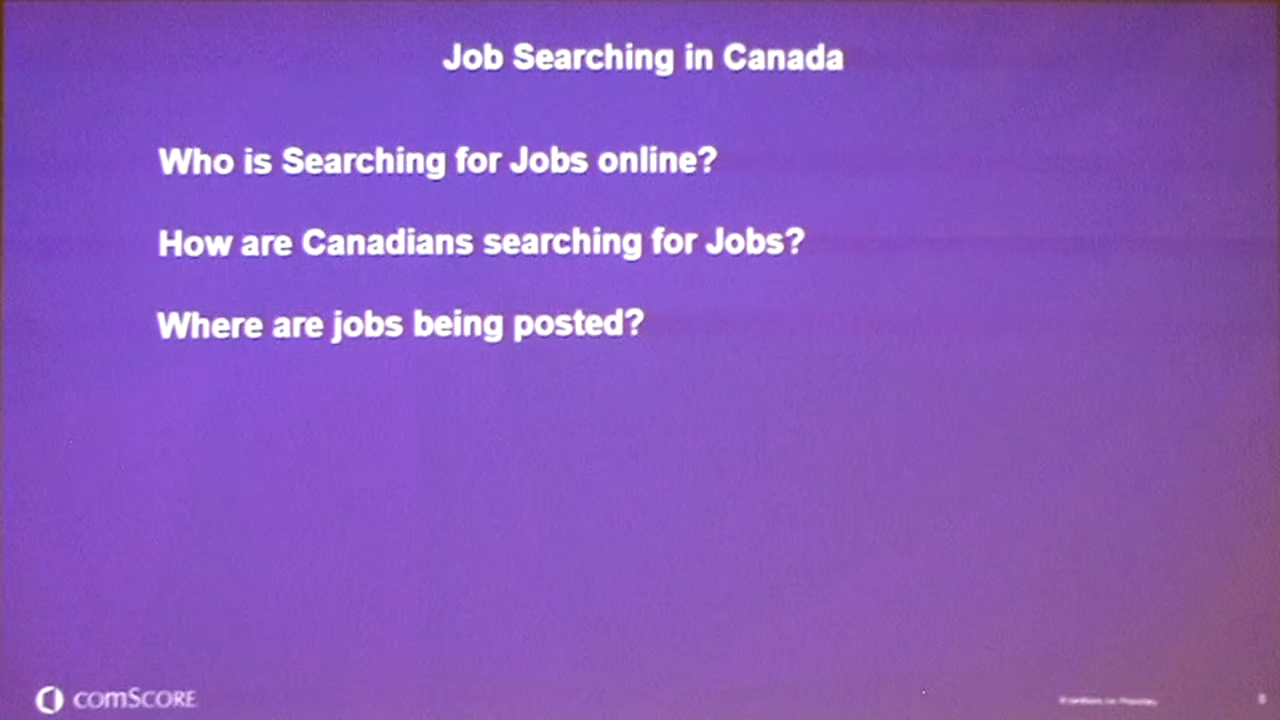 Job Searching in Canada
Who is Searching for Jobs online?
How are Canadians searching for Jobs?
Where are jobs being posted?
comSCORE